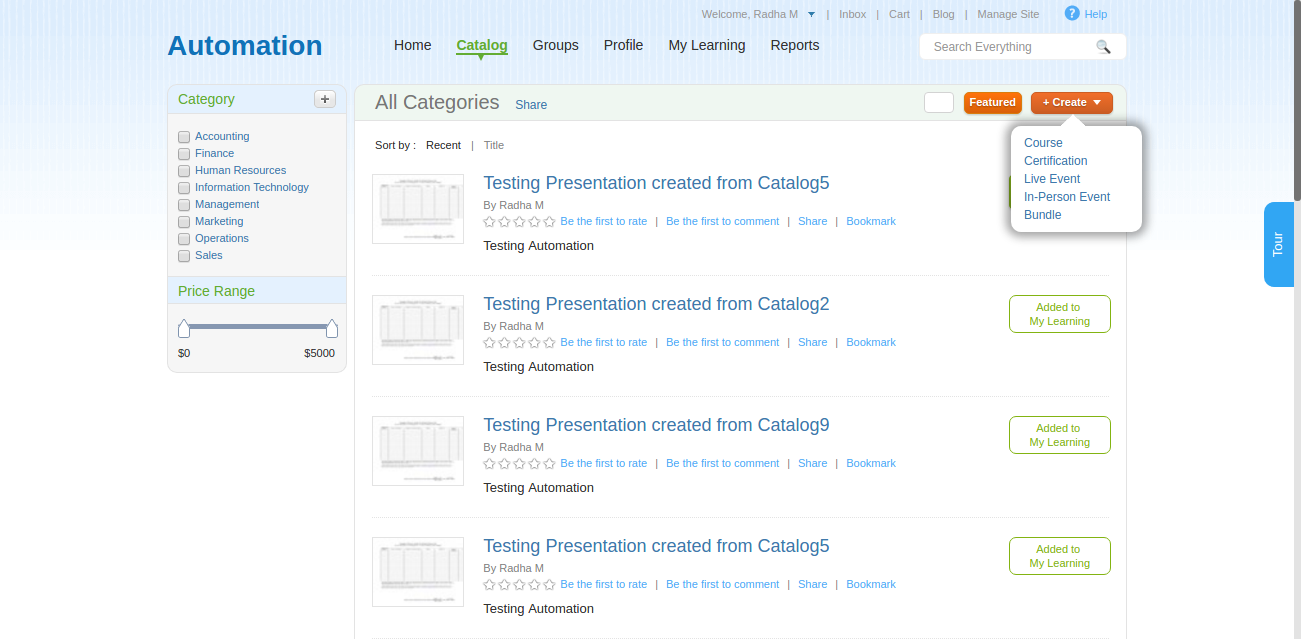 Welcome, Radha M | Inbox | Cart | Blog | Manage Site ? Help
Automation
Home Catalog Groups Profile My Learning Reports
Search Everything
Category +
Accounting
Finance
Human Resources
Information Technology
Management
Marketing
Operations
Sales
Price Range
$0 $5000
All Categories Share
Featured
+ Create
Course
Certification
Live Event
In-Person Event
Bundle
Sort by : Recent | Title
Testing Presentation created from Catalog5
By Radha M
Be the first to rate | Be the first to comment | Share | Bookmark
Testing Automation
Testing Presentation created from Catalog2
By Radha M
Be the first to rate | Be the first to comment | Share | Bookmark
Testing Automation
Added to
My Learning
Testing Presentation created from Catalog9
By Radha M
Be the first to rate | Be the first to comment | Share | Bookmark
Testing Automation
Added to
My Learning
Testing Presentation created from Catalog5
By Radha M
Be the first to rate | Be the first to comment | Share | Bookmark
Testing Automation
Added to
My Learning
Tour